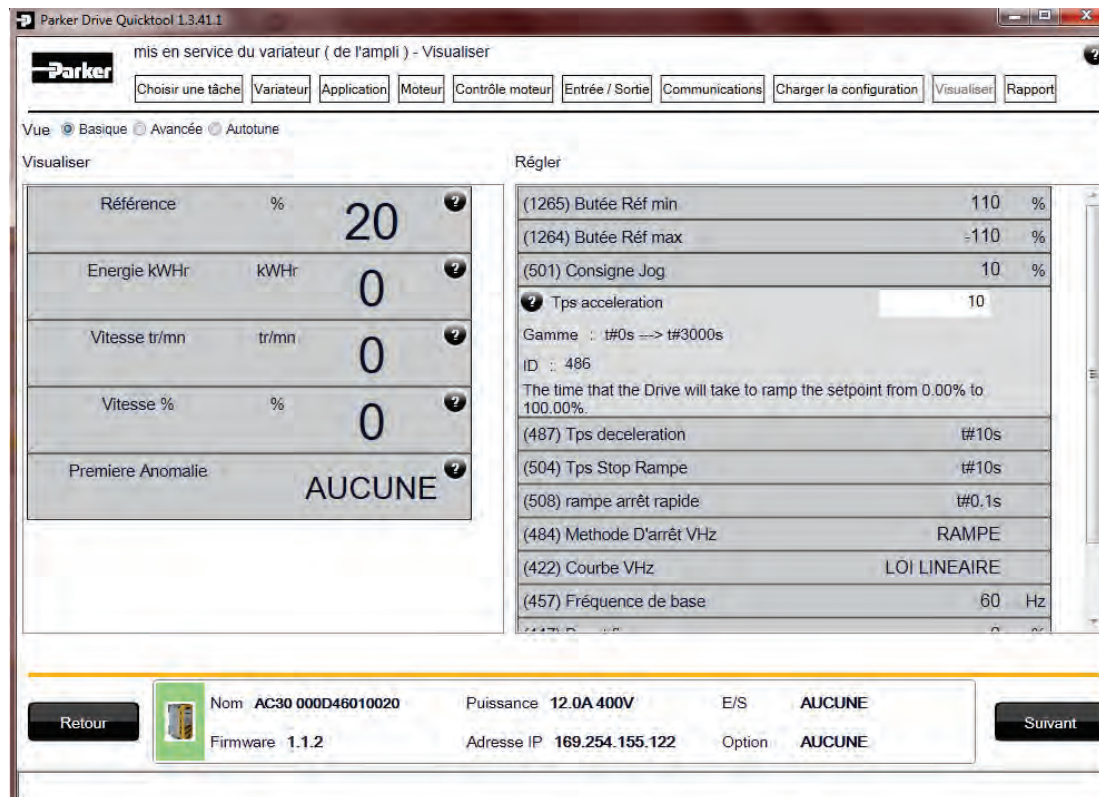 Parker Drive Quicktool 1.3.41.1
mis en service du variateur ( de l'ampli ) - Visualiser
?
Parker
Choisir une tâche Variateur Application Moteur Contrôle moteur Entrée / Sortie Communications Charger la configuration Visualiser Rapport
Vue Basique Avancée Autotune
Visualiser
Référence % 20 ?
Energie kWHr kWHr 0 ?
Vitesse tr/mn tr/mn 0 ?
Vitesse % % 0 ?
Premiere Anomalie AUCUNE ?
Régler
(1265) Butée Réf min 110 %
(1264) Butée Réf max -110 %
(501) Consigne Jog 10 %
? Tps acceleration 10
Gamme : t#0s ---> t#3000s
ID : 486
The time that the Drive will take to ramp the setpoint from 0.00% to
100.00%.
(487) Tps deceleration t#10s
(504) Tps Stop Rampe t#10s
(508) rampe arrêt rapide t#0.1s
(484) Methode D'arrêt VHz RAMPE
(422) Courbe VHz LOI LINEAIRE
(457) Fréquence de base 60 Hz
Retour
Nom AC30 000D46010020 Puissance 12.0A 400V E/S AUCUNE
Firmware 1.1.2 Adresse IP 169.254.155.122 Option AUCUNE
Suivant